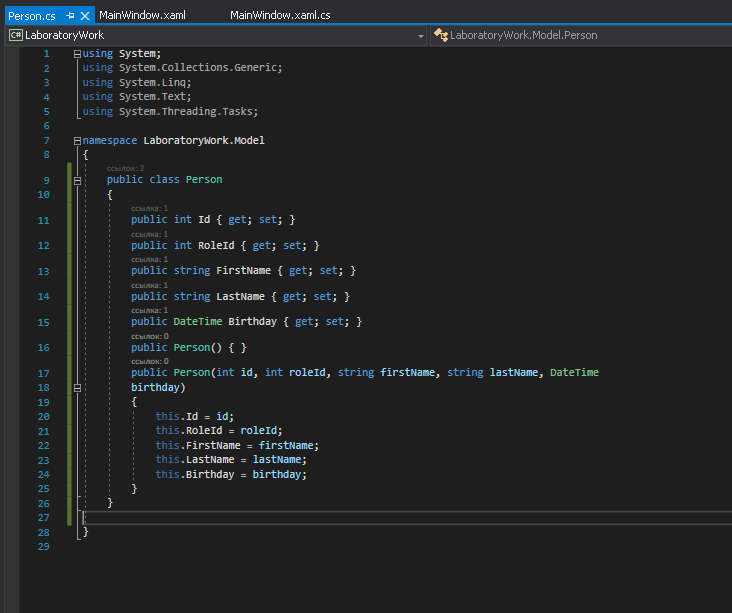 Person.cs MainWindow.xaml MainWindow.xaml.cs
C# LaboratoryWork LaboratoryWork.Model.Person
1 using System;
2 using System.Collections.Generic;
3 using System.Linq;
4 using System.Text;
5 using System.Threading.Tasks;
6
7 namespace LaboratoryWork.Model
8 {
ссылок: 2
9 public class Person
10 {
ссылка: 1
11 public int Id { get; set; }
ссылка: 1
12 public int RoleId { get; set; }
ссылка: 1
13 public string FirstName { get; set; }
ссылка: 1
14 public string LastName { get; set; }
ссылка: 1
15 public DateTime Birthday { get; set; }
ссылок: 0
16 public Person() { }
ссылок: 0
17 public Person(int id, int roleId, string firstName, string lastName, DateTime
18 birthday)
19 {
20 this.Id = id;
21 this.RoleId = roleId;
22 this.FirstName = firstName;
23 this.LastName = lastName;
24 this.Birthday = birthday;
25 }
26 }
27
28 }
29